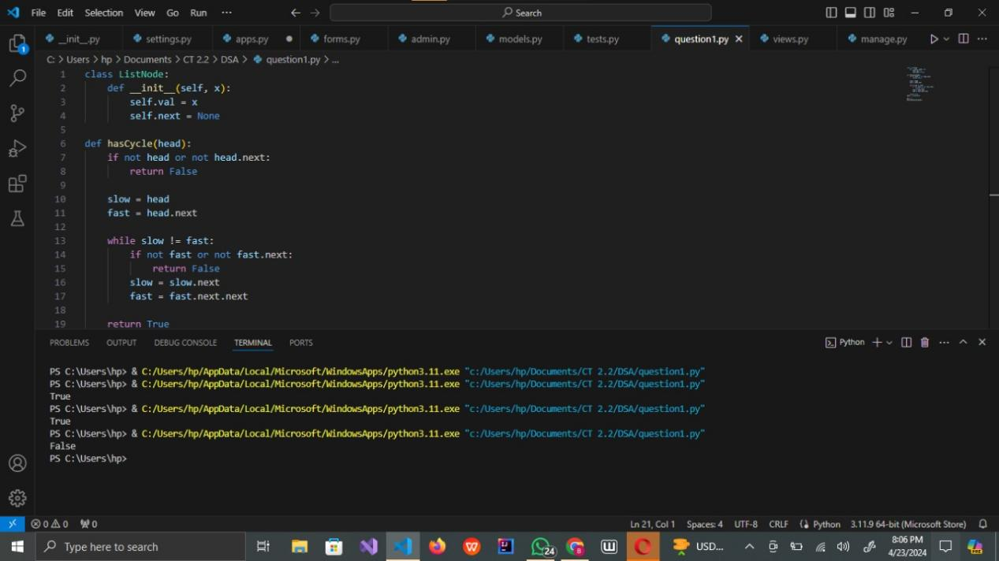 File Edit Selection View Go Run ··· Search
__init__.py settings.py apps.py forms.py admin.py models.py tests.py question1.py views.py manage.py
C: > Users > hp > Documents > CT 2.2 > DSA > question1.py > ...
1 class ListNode:
2 def __init__(self, x):
3 self.val = x
4 self.next = None
5
6 def hasCycle(head):
7 if not head or not head.next:
8 return False
9
10 slow = head
11 fast = head.next
12
13 while slow != fast:
14 if not fast or not fast.next:
15 return False
16 slow = slow.next
17 fast = fast.next.next
18
19 return True
PROBLEMS OUTPUT DEBUG CONSOLE TERMINAL PORTS Python
PS C:\Users\hp> & C:/Users/hp/AppData/Local/Microsoft/WindowsApps/python3.11.exe "c:/Users/hp/Documents/CT 2.2/DSA/question1.py"
PS C:\Users\hp> & C:/Users/hp/AppData/Local/Microsoft/WindowsApps/python3.11.exe "c:/Users/hp/Documents/CT 2.2/DSA/question1.py"
True
PS C:\Users\hp> & C:/Users/hp/AppData/Local/Microsoft/WindowsApps/python3.11.exe "c:/Users/hp/Documents/CT 2.2/DSA/question1.py"
True
PS C:\Users\hp> & C:/Users/hp/AppData/Local/Microsoft/WindowsApps/python3.11.exe "c:/Users/hp/Documents/CT 2.2/DSA/question1.py"
False
PS C:\Users\hp>
0 0 0 Ln 21, Col 1 Spaces: 4 UTF-8 CRLF Python 3.11.9 64-bit (Microsoft Store)
Type here to search 24 USD... 8:06 PM
4/23/2024